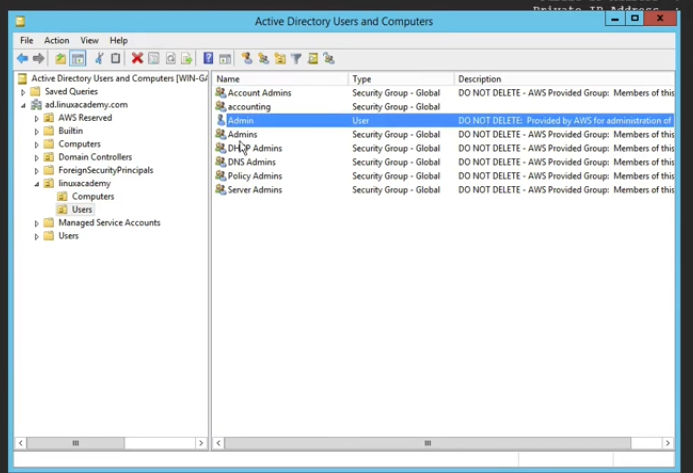 Private IP Address
Active Directory Users and Computers
File Action View Help
Active Directory Users and Computers [WIN-GA
Saved Queries
ad.linuxacademy.com
AWS Reserved
Builtin
Computers
Domain Controllers
ForeignSecurityPrincipals
linuxacademy
Computers
Users
Managed Service Accounts
Users
Name Type Description
Account Admins Security Group - Global DO NOT DELETE - AWS Provided Group: Members of this
accounting Security Group - Global
Admin User DO NOT DELETE: Provided by AWS for administration of
Admins Security Group - Global DO NOT DELETE - AWS Provided Group: Members of this
DHCP Admins Security Group - Global DO NOT DELETE - AWS Provided Group: Members of this
DNS Admins Security Group - Global DO NOT DELETE - AWS Provided Group: Members of this
Policy Admins Security Group - Global DO NOT DELETE - AWS Provided Group: Members of this
Server Admins Security Group - Global DO NOT DELETE - AWS Provided Group: Members of this